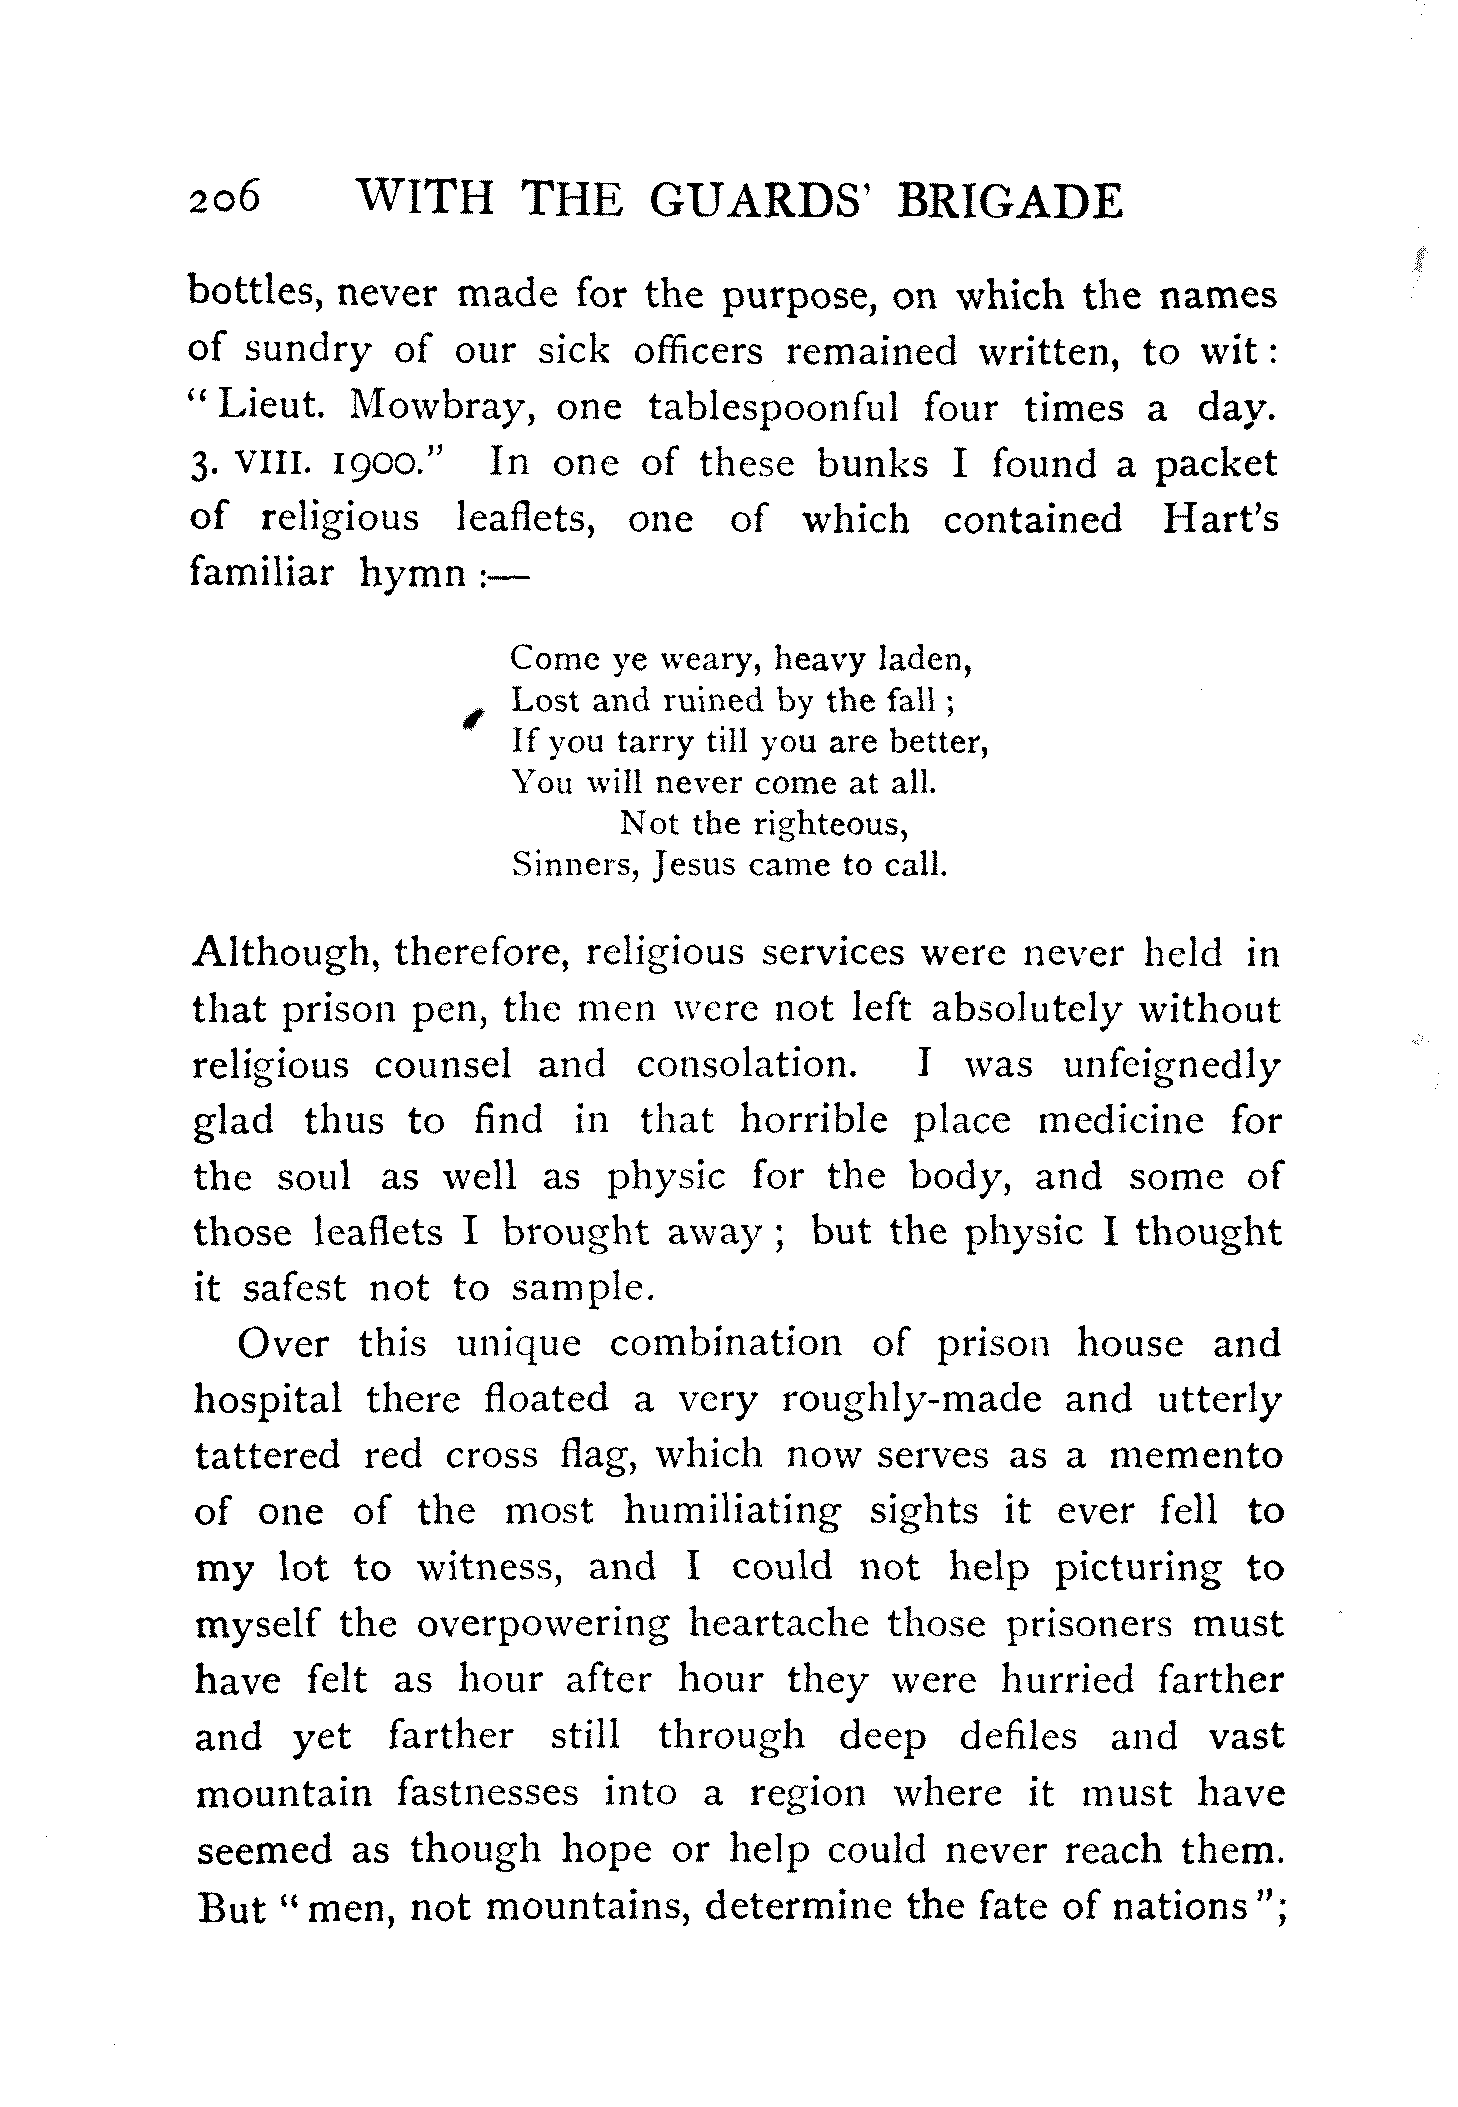 206 WITH THE GUARDS' BRIGADE
bottles, never made for the purpose, on which the names
of sundry of our sick officers remained written, to wit :
“ Lieut. Mowbray, one tablespoonful four times a day.
3. VIII. 1900.” In one of these bunks I found a packet
of religious leaflets, one of which contained Hart's
familiar hymn :—
Come ye weary, heavy laden,
Lost and ruined by the fall ;
If you tarry till you are better,
You will never come at all.
Not the righteous,
Sinners, Jesus came to call.
Although, therefore, religious services were never held in
that prison pen, the men were not left absolutely without
religious counsel and consolation. I was unfeignedly
glad thus to find in that horrible place medicine for
the soul as well as physic for the body, and some of
those leaflets I brought away ; but the physic I thought
it safest not to sample.
Over this unique combination of prison house and
hospital there floated a very roughly-made and utterly
tattered red cross flag, which now serves as a memento
of one of the most humiliating sights it ever fell to
my lot to witness, and I could not help picturing to
myself the overpowering heartache those prisoners must
have felt as hour after hour they were hurried farther
and yet farther still through deep defiles and vast
mountain fastnesses into a region where it must have
seemed as though hope or help could never reach them.
But “ men, not mountains, determine the fate of nations ”;